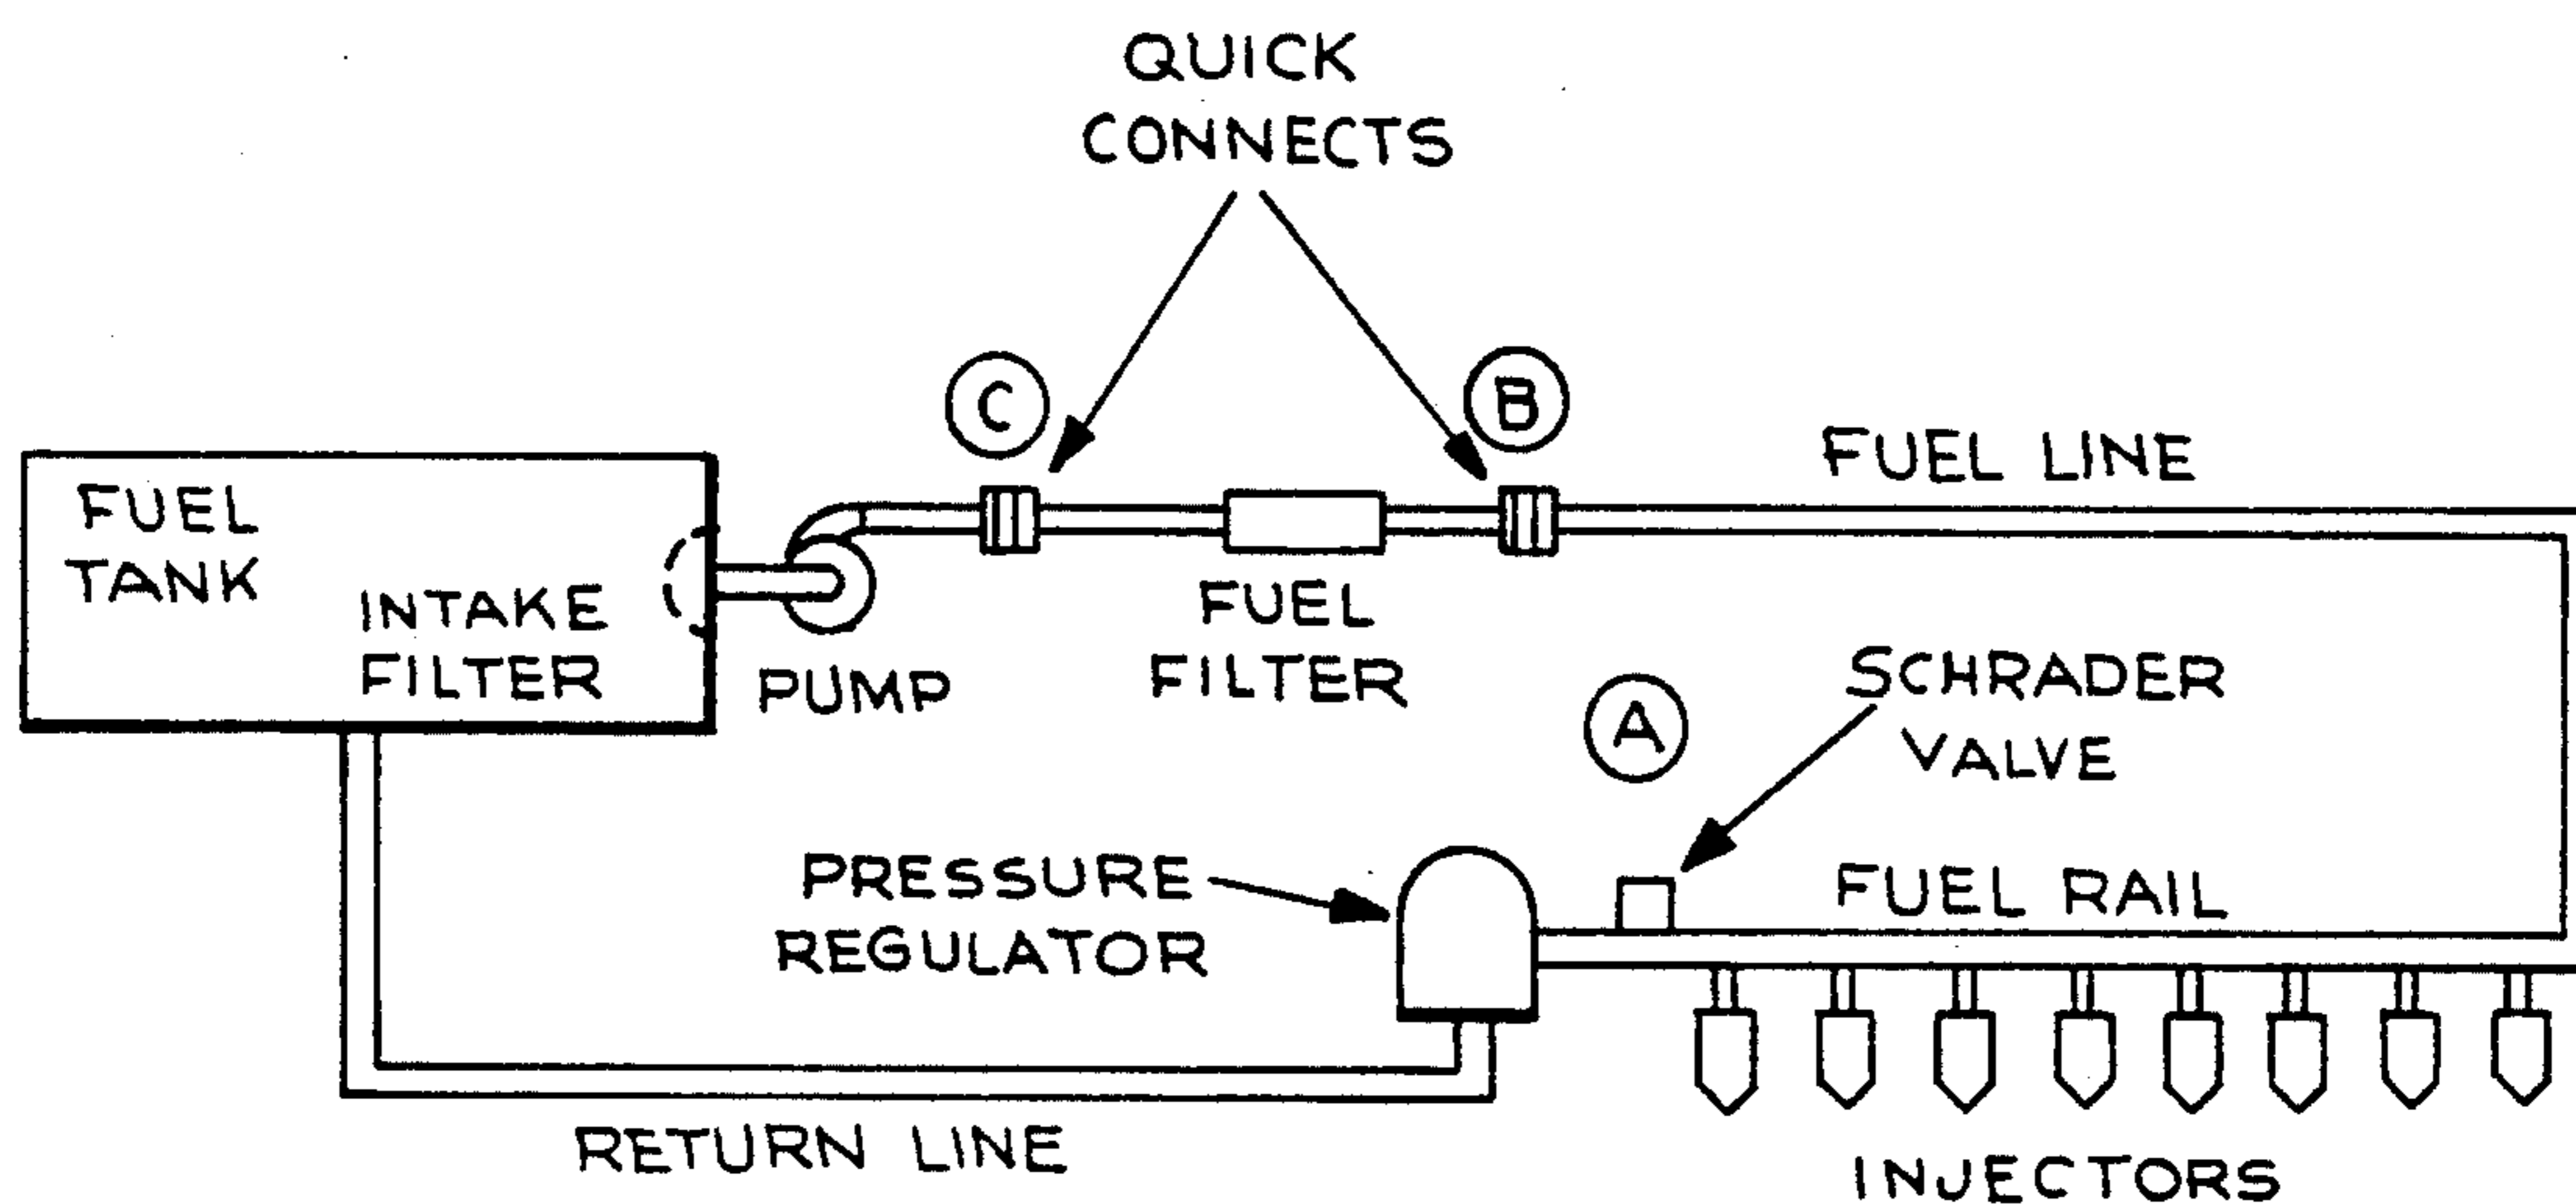 QUICK
CONNECTS
C
B
FUEL LINE
FUEL
TANK
INTAKE
FILTER
PUMP
FUEL
FILTER
A
SCHRADER
VALVE
PRESSURE
REGULATOR
FUEL RAIL
RETURN LINE
INJECTORS